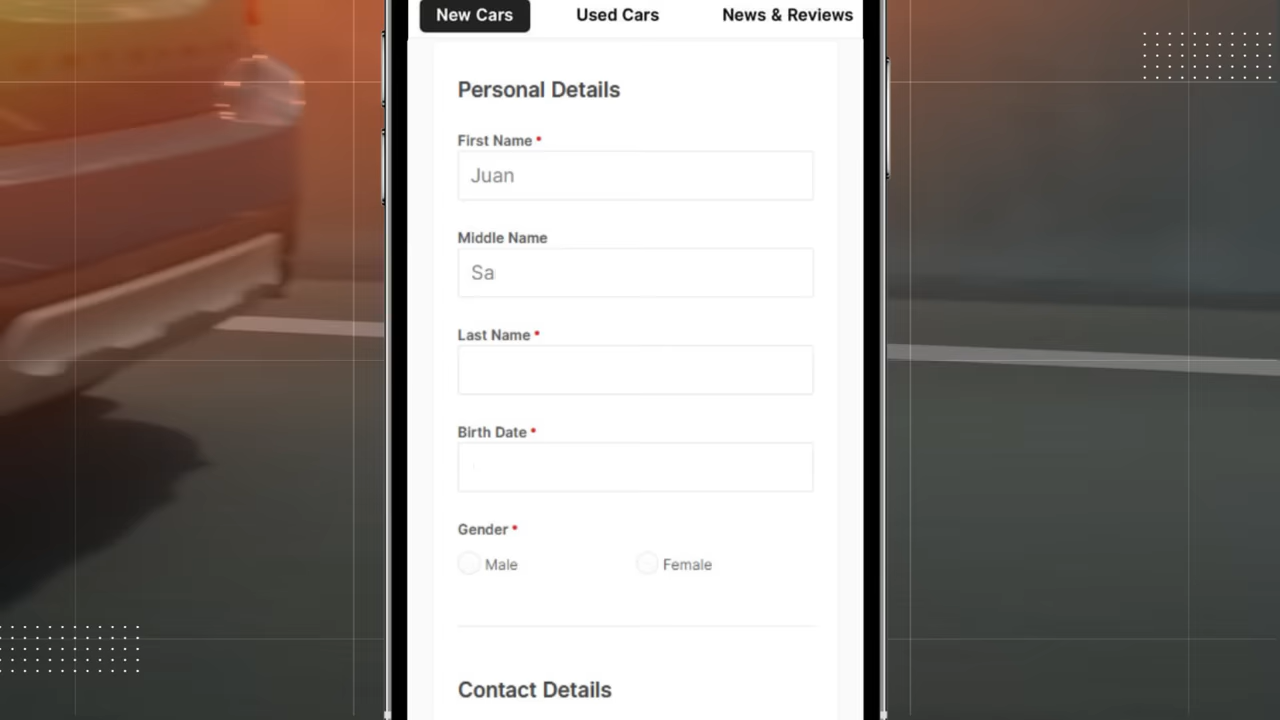 New Cars Used Cars News & Reviews
Personal Details
First Name *
Juan
Middle Name
Sa
Last Name *
Birth Date *
Gender *
Male Female
Contact Details